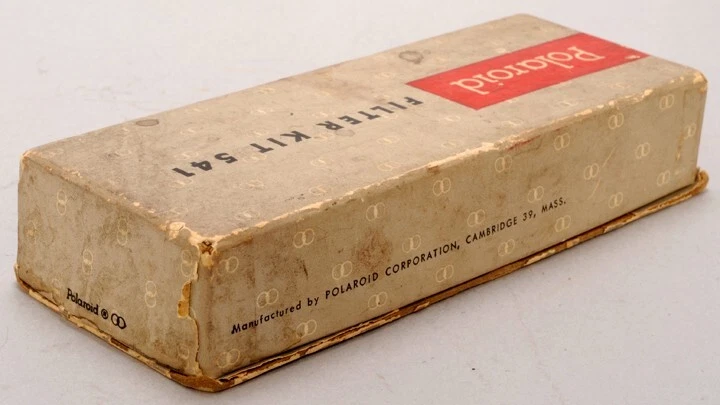 Polaroid
FILTER KIT 541
Manufactured by POLAROID CORPORATION, CAMBRIDGE 39, MASS.
Polaroid ®